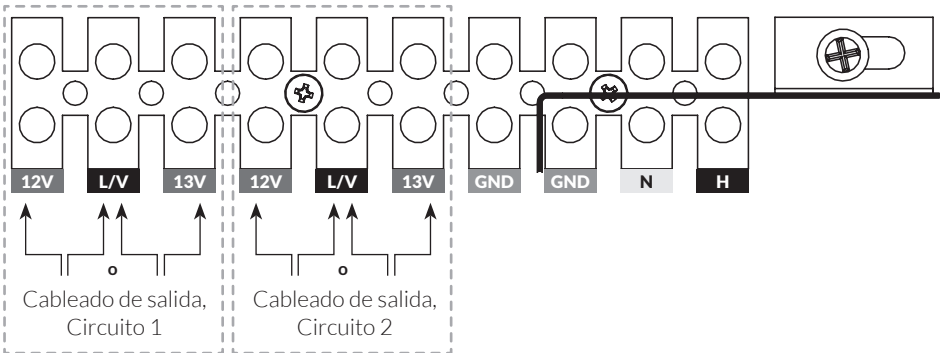 12V L/V 13V 12V L/V 13V GND GND N H
o o
Cableado de salida,
Circuito 1
Cableado de salida,
Circuito 2